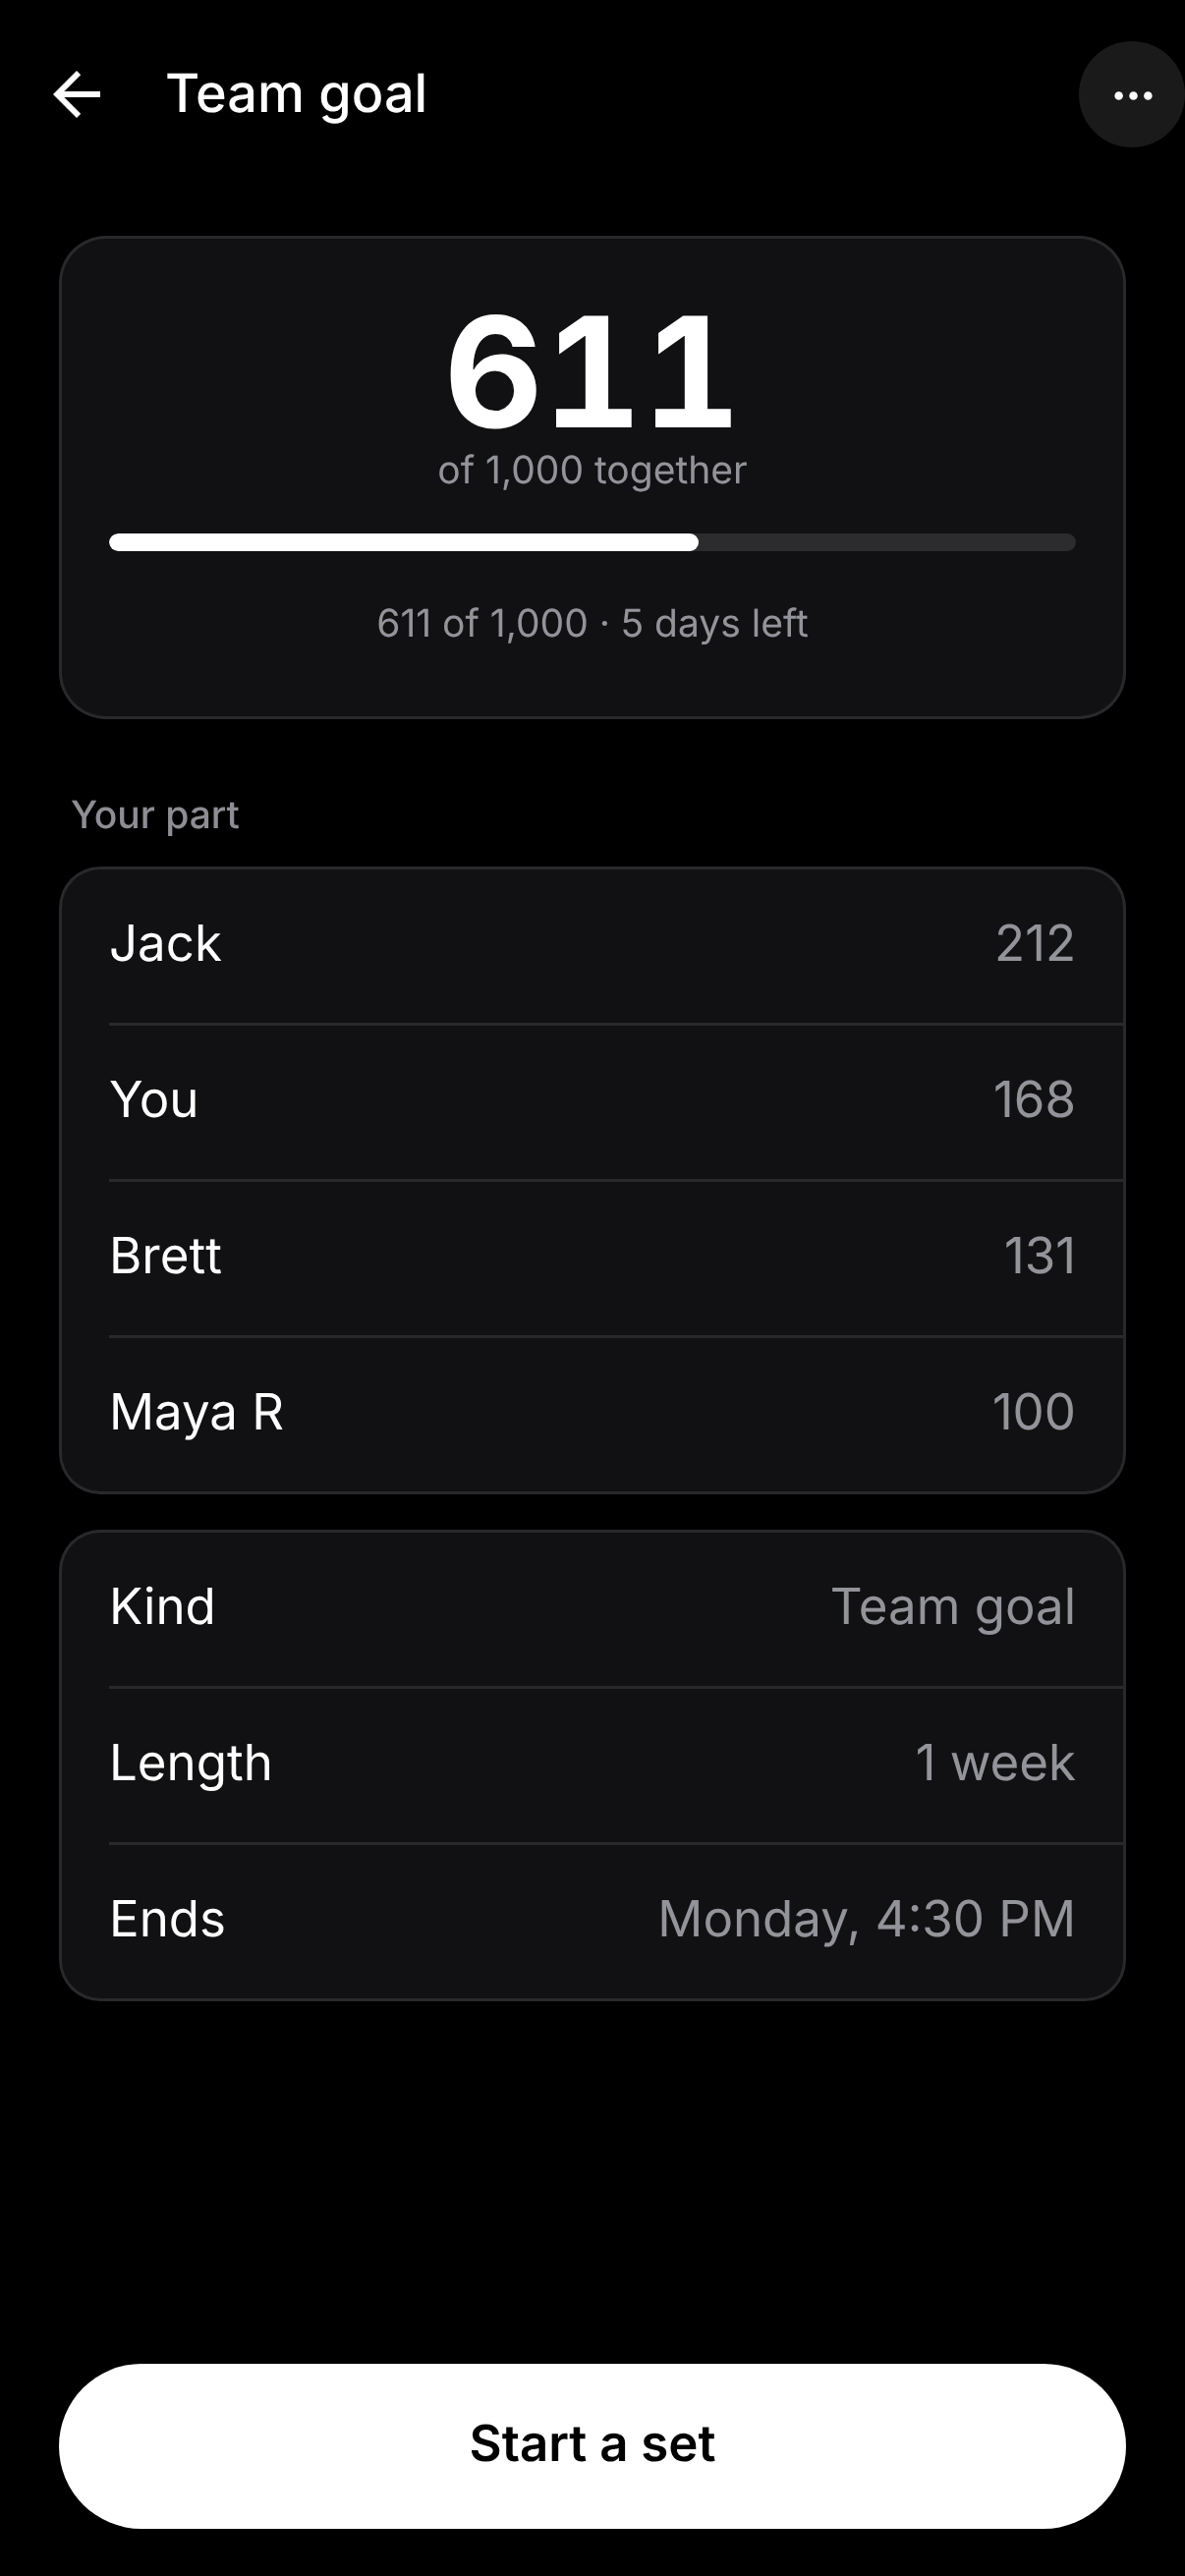 Team goal
611
of 1,000 together
611 of 1,000 · 5 days left
Your part
Jack 212
You 168
Brett 131
Maya R 100
Kind Team goal
Length 1 week
Ends Monday, 4:30 PM
Start a set